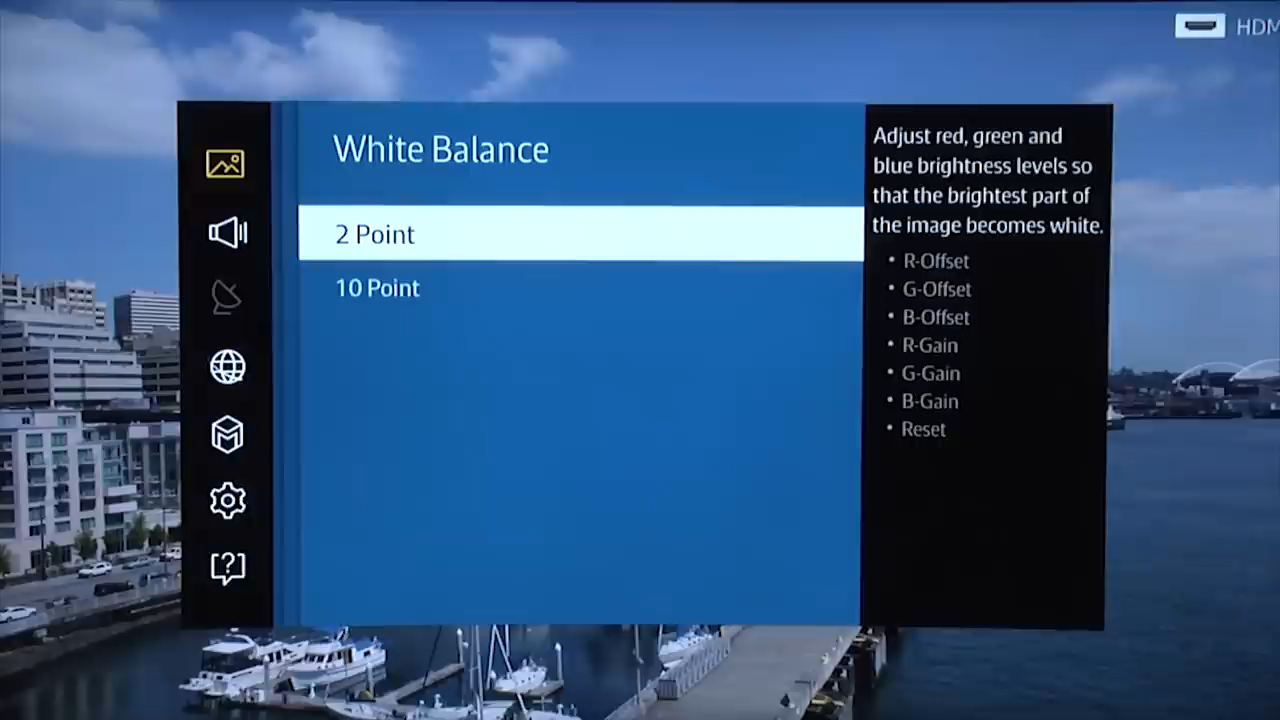 HDM
White Balance
2 Point
10 Point
Adjust red, green and
blue brightness levels so
that the brightest part of
the image becomes white.
• R-Offset
• G-Offset
• B-Offset
• R-Gain
• G-Gain
• B-Gain
• Reset